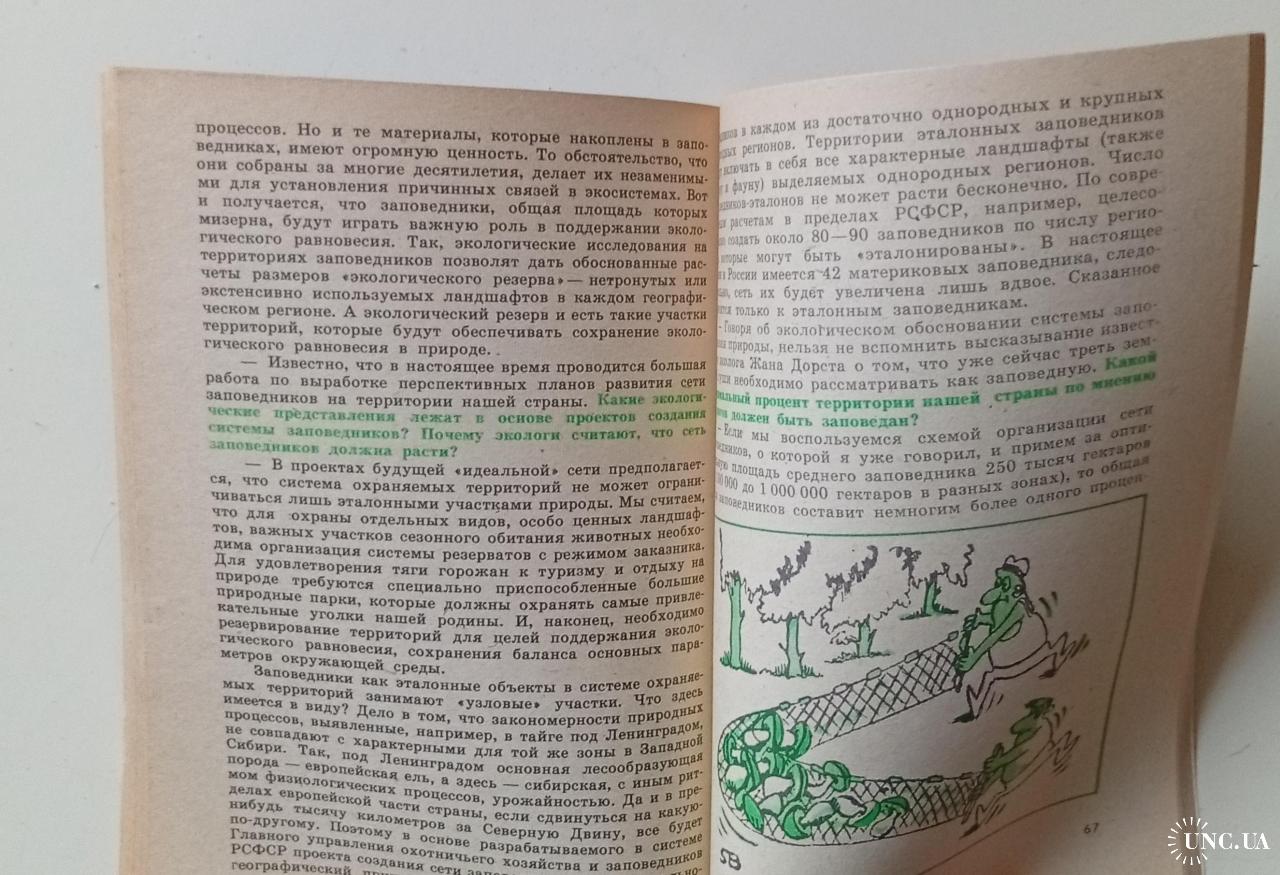 процессов. Но и те материалы, которые накоплены в запо-
ведниках, имеют огромную ценность. То обстоятельство, что
они собраны за многие десятилетия, делает их незаменимы-
ми для установления причинных связей в экосистемах. Вот
и получается, что заповедники, общая площадь которых
мизерна, будут играть важную роль в поддержании эколо-
гического равновесия. Так, экологические исследования на
территориях заповедников позволят дать обоснованные рас-
четы размеров «экологического резерва» — нетронутых или
экстенсивно используемых ландшафтов в каждом географи-
ческом регионе. А экологический резерв и есть такие участки
территорий, которые будут обеспечивать сохранение эколо-
гического равновесия в природе.
— Известно, что в настоящее время проводится большая
работа по выработке перспективных планов развития сети
заповедников на территории нашей страны. Какие экологи-
ческие представления лежат в основе проектов создания
системы заповедников? Почему экологи считают, что сеть
заповедников должна расти?
— В проектах будущей «идеальной» сети предполагает-
ся, что система охраняемых территорий не может ограни-
чиваться лишь эталонными участками природы. Мы считаем,
что для охраны отдельных видов, особо ценных ландшаф-
тов, важных участков сезонного обитания животных необхо-
дима организация системы резерватов с режимом заказника.
Для удовлетворения тяги горожан к туризму и отдыху на
природе требуются специально приспособленные большие
природные парки, которые должны охранять самые привле-
кательные уголки нашей родины. И, наконец, необходимо
резервирование территорий для целей поддержания эколо-
гического равновесия, сохранения баланса основных пара-
метров окружающей среды.
Заповедники как эталонные объекты в системе охраняе-
мых территорий занимают «узловые» участки. Что здесь
имеется в виду? Дело в том, что закономерности природных
процессов, выявленные, например, в тайге под Ленинградом,
не совпадают с характерными для той же зоны в Западной
Сибири. Так, под Ленинградом основная лесообразующая
порода — европейская ель, а здесь — сибирская, с иным рит-
мом физиологических процессов, урожайностью. Да и в пре-
делах европейской части страны, если сдвинуться на какую-
нибудь тысячу километров за Северную Двину, все будет
по-другому. Поэтому в основе разрабатываемого в системе
Главного управления охотничьего хозяйства и заповедников
РСФСР проекта создания сети
географический
в каждом из достаточно однородных и крупных
регионов. Территории эталонных заповедников
включать в себя все характерные ландшафты (также
и фауну) выделяемых однородных регионов. Число
эталонов не может расти бесконечно. По совре-
расчетам в пределах РСФСР, например, целесо-
создать около 80—90 заповедников по числу регио-
которые могут быть «эталонированы». В настоящее
в России имеется 42 материковых заповедника, следо-
сеть их будет увеличена лишь вдвое. Сказанное
только к эталонным заповедникам.
- Говоря об экологическом обосновании системы запо-
природы, нельзя не вспомнить высказывание извест-
эколога Жана Дорста о том, что уже сейчас треть зем-
суши необходимо рассматривать как заповедную. Какой
процент территории нашей страны по мнению
должен быть заповедан?
- Если мы воспользуемся схемой организации сети
о которой я уже говорил, и примем за опти-
площадь среднего заповедника 250 тысяч гектаров
до 1 000 000 гектаров в разных зонах), то общая
заповедников составит немногим более одного процен-
SB
67
UNC.UA